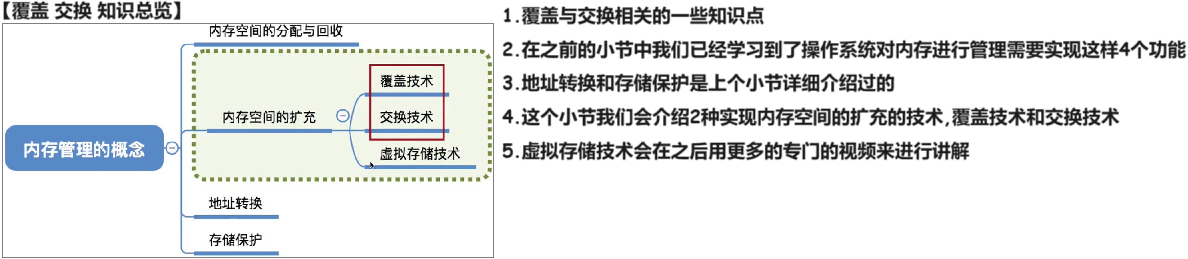 【覆盖 交换 知识总览】
内存空间的分配与回收
覆盖技术
内存空间的扩充
交换技术
内存管理的概念
虚拟存储技术
地址转换
存储保护
1.覆盖与交换相关的一些知识点
2.在之前的小节中我们已经学习到了操作系统对内存进行管理需要实现这样4个功能
3.地址转换和存储保护是上个小节详细介绍过的
4.这个小节我们会介绍2种实现内存空间的扩充的技术,覆盖技术和交换技术
5.虚拟存储技术会在之后用更多的专门的视频来进行讲解